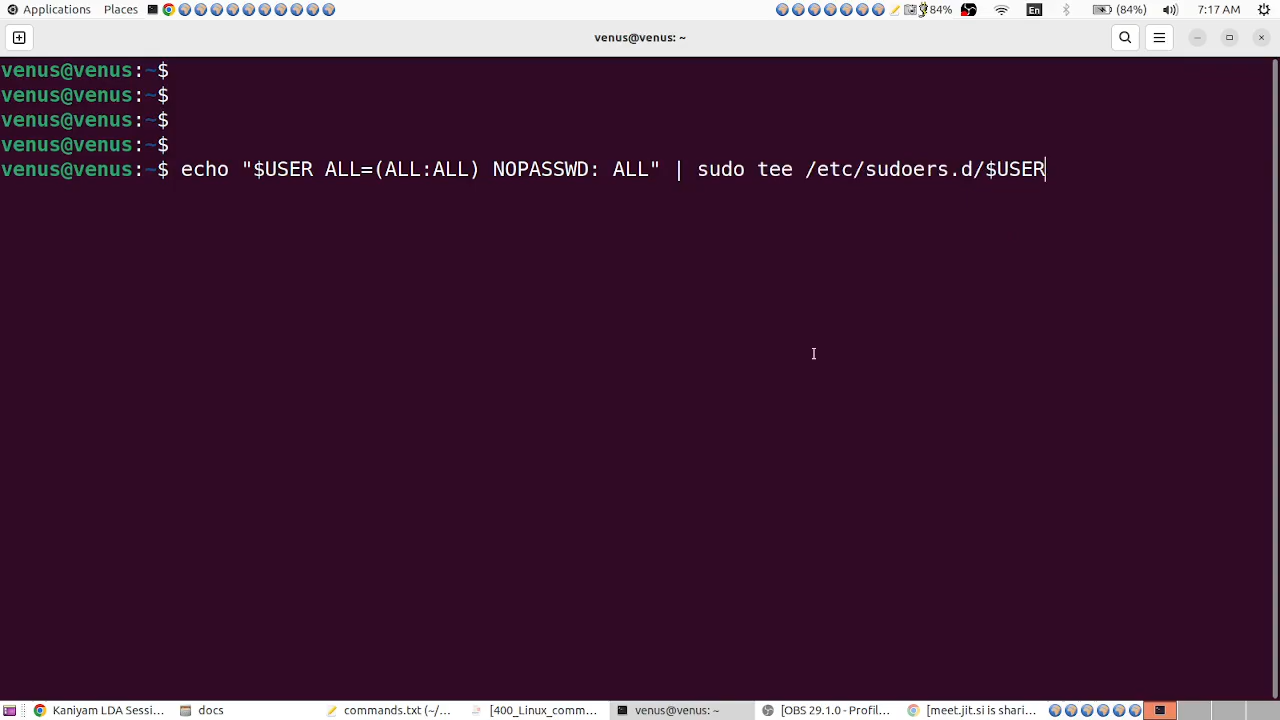 Applications Places 84% En (84%) 7:17 AM
venus@venus: ~
venus@venus:~$
venus@venus:~$
venus@venus:~$
venus@venus:~$
venus@venus:~$ echo "$USER ALL=(ALL:ALL) NOPASSWD: ALL" | sudo tee /etc/sudoers.d/$USER
Kaniyam LDA Sessi... docs commands.txt (~/... [400_Linux_comm... venus@venus: ~ [OBS 29.1.0 - Profil... [meet.jit.si is shari...